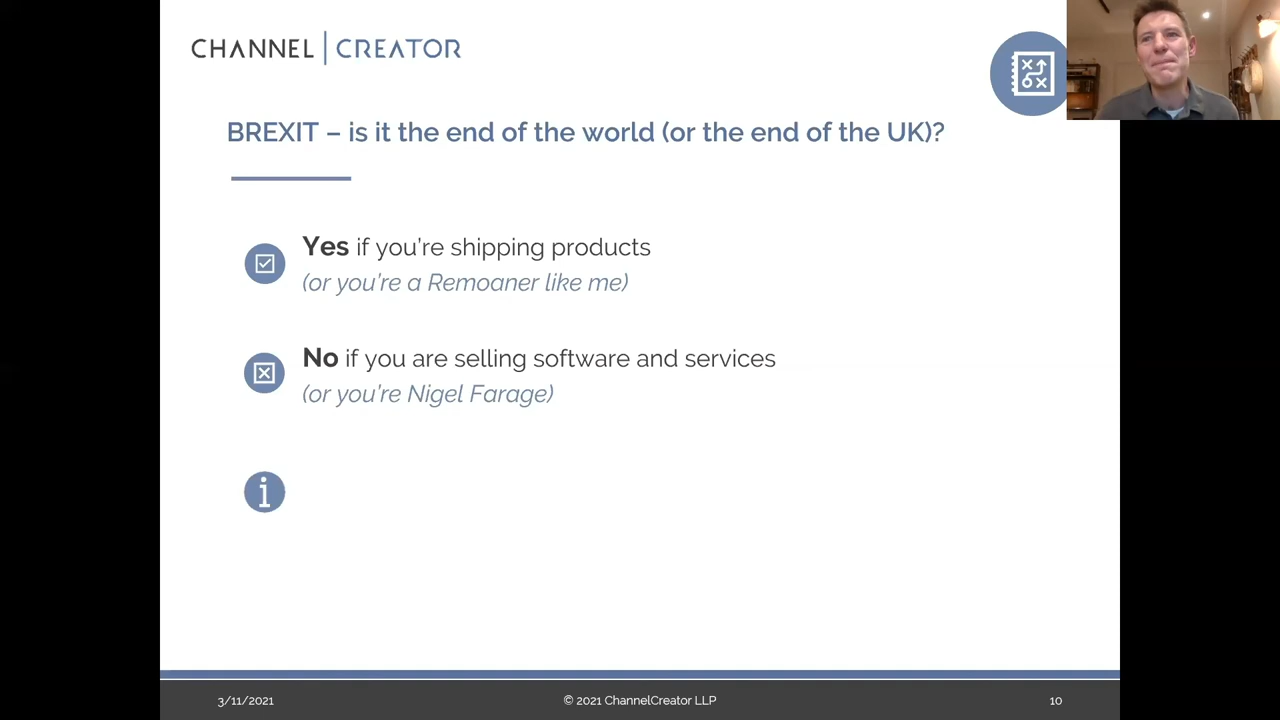 CHANNEL | CREATOR
BREXIT – is it the end of the world (or the end of the UK)?
Yes if you're shipping products
(or you're a Remoaner like me)
No if you are selling software and services
(or you're Nigel Farage)
3/11/2021
© 2021 ChannelCreator LLP
10